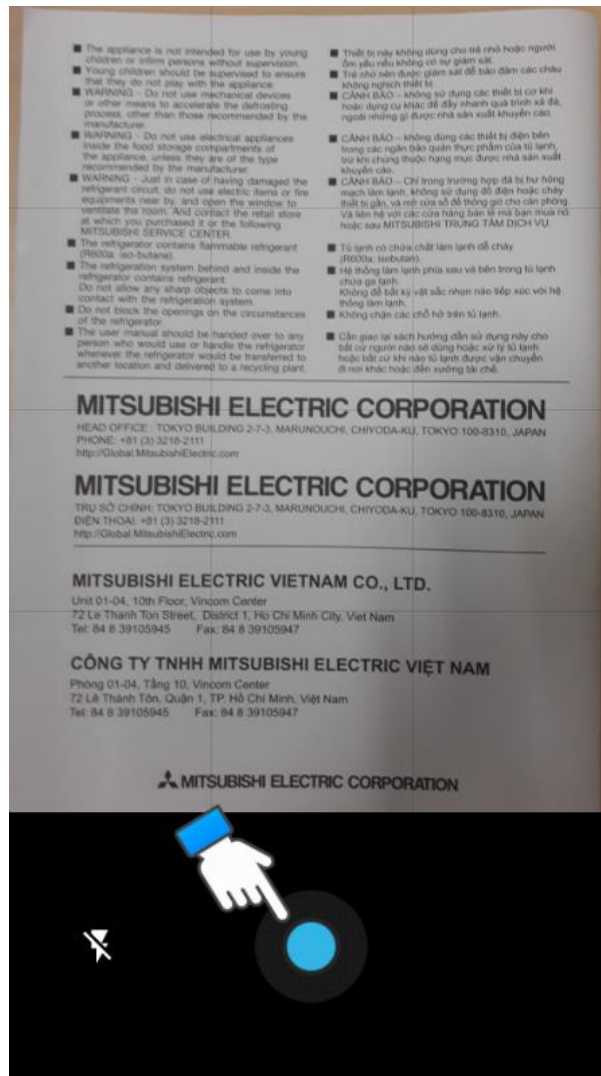 ■ The appliance is not intended for use by young
children or infirm persons without supervision.
■ Young children should be supervised to ensure
that they do not play with the appliance.
■ WARNING - Do not use mechanical devices
or other means to accelerate the defrosting
process, other than those recommended by the
manufacturer.
■ WARNING - Do not use electrical appliances
inside the food storage compartments of
the appliance, unless they are of the type
recommended by the manufacturer.
■ WARNING - Just in case of having damaged the
refrigerant circuit, do not use electric items or fire
equipments near by, and open the window to
ventilate the room. And contact the retail store
at which you purchased it or the following
MITSUBISHI SERVICE CENTER.
■ The refrigerator contains flammable refrigerant
(R600a: iso-butane).
■ The refrigeration system behind and inside the
refrigerator contains refrigerant.
Do not allow any sharp objects to come into
contact with the refrigeration system.
■ Do not block the openings on the circumstances
of the refrigerator.
■ The user manual should be handed over to any
person who would use or handle the refrigerator
whenever the refrigerator would be transferred to
another location and delivered to a recycling plant.
■ Thiết bị này không dùng cho trẻ nhỏ hoặc người
ốm yếu nếu không có sự giám sát.
■ Trẻ nhỏ nên được giám sát để bảo đảm các cháu
không nghịch thiết bị.
■ CẢNH BÁO – không sử dụng các thiết bị cơ khí
hoặc dụng cụ khác để đẩy nhanh quá trình xả đá,
ngoài những gì được nhà sản xuất khuyến cáo.
■ CẢNH BÁO – không dùng các thiết bị điện bên
trong các ngăn bảo quản thực phẩm của tủ lạnh,
trừ khi chúng thuộc hạng mục được nhà sản xuất
khuyến cáo.
■ CẢNH BÁO – Chỉ trong trường hợp đã bị hư hỏng
mạch làm lạnh, không sử dụng đồ điện hoặc cháy
thiết bị gần, và mở cửa sổ để thông gió cho căn phòng.
Và liên hệ với các cửa hàng bán lẻ mà bạn mua nó
hoặc sau MITSUBISHI TRUNG TÂM DỊCH VỤ.
■ Tủ lạnh có chứa chất làm lạnh dễ cháy
(R600a: isobutan).
■ Hệ thống làm lạnh phía sau và bên trong tủ lạnh
chứa ga lạnh.
Không để bất kỳ vật sắc nhọn nào tiếp xúc với hệ
thống làm lạnh.
■ Không chặn các chỗ hở trên tủ lạnh.
■ Cần giao lại sách hướng dẫn sử dụng này cho
bất cứ người nào sẽ dùng hoặc xử lý tủ lạnh
hoặc bất cứ khi nào tủ lạnh được vận chuyển
đi nơi khác hoặc đến xưởng tái chế.
MITSUBISHI ELECTRIC CORPORATION
HEAD OFFICE : TOKYO BUILDING 2-7-3, MARUNOUCHI, CHIYODA-KU, TOKYO 100-8310, JAPAN
PHONE: +81 (3) 3218-2111
http://Global.MitsubishiElectric.com
MITSUBISHI ELECTRIC CORPORATION
TRỤ SỞ CHÍNH: TOKYO BUILDING 2-7-3, MARUNOUCHI, CHIYODA-KU, TOKYO 100-8310, JAPAN
ĐIỆN THOẠI: +81 (3) 3218-2111
http://Global.MitsubishiElectric.com
MITSUBISHI ELECTRIC VIETNAM CO., LTD.
Unit 01-04, 10th Floor, Vincom Center
72 Le Thanh Ton Street, District 1, Ho Chi Minh City, Viet Nam
Tel: 84 8 39105945 Fax: 84 8 39105947
CÔNG TY TNHH MITSUBISHI ELECTRIC VIỆT NAM
Phòng 01-04, Tầng 10, Vincom Center
72 Lê Thánh Tôn, Quận 1, TP. Hồ Chí Minh, Việt Nam
Tel: 84 8 39105945 Fax: 84 8 39105947
MITSUBISHI ELECTRIC CORPORATION